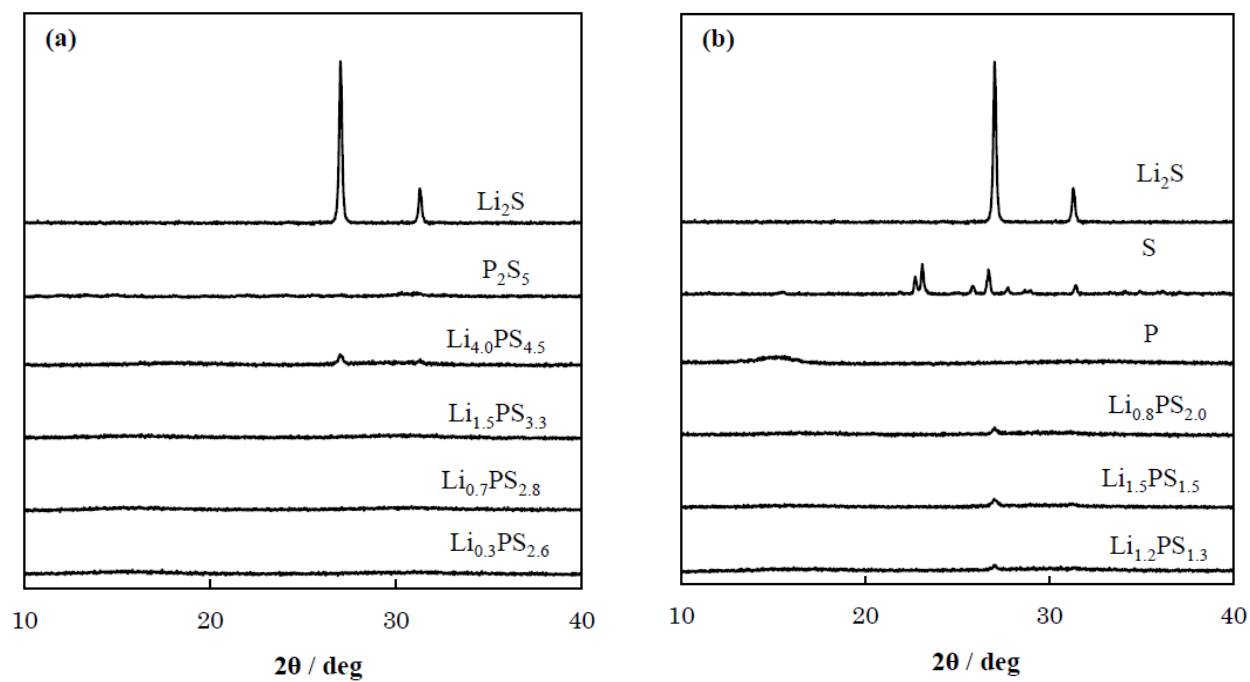 (a)
Li₂S
P₂S₅
Li₄.₀PS₄.₅
Li₁.₅PS₃.₃
Li₀.₇PS₂.₈
Li₀.₃PS₂.₆
10 20 30 40
2θ / deg
(b)
Li₂S
S
P
Li₀.₈PS₂.₀
Li₁.₅PS₁.₅
Li₁.₂PS₁.₃
10 20 30 40
2θ / deg